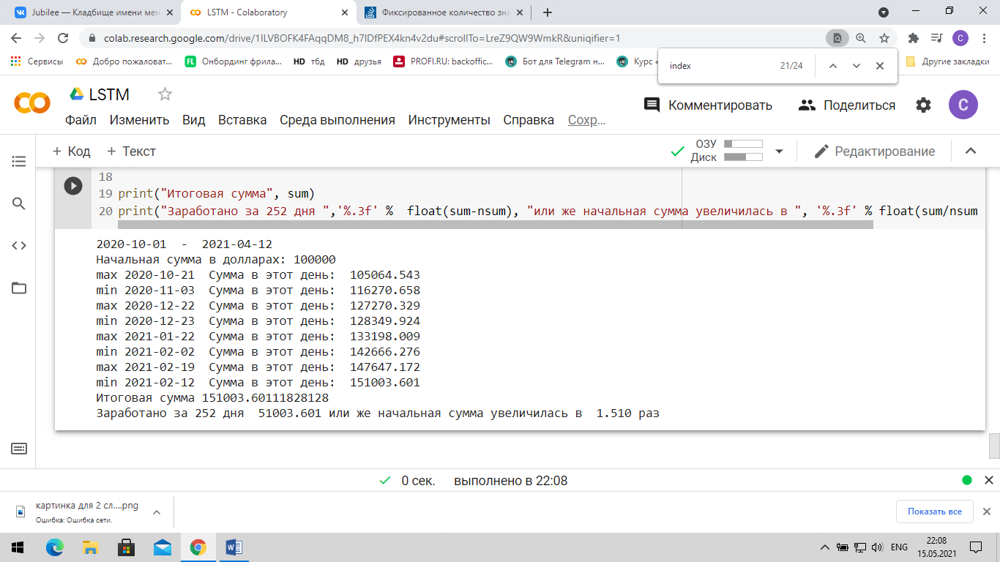 Jubilee — Кладбище имени мен
LSTM - Colaboratory
Фиксированное количество зна
colab.research.google.com/drive/1ILVBOFK4FAqqDM8_h7IDfPEX4kn4v2du#scrollTo=LreZ9QW9WmkR&uniqifier=1
C
Сервисы
Добро пожаловат...
FL Онбординг фрила...
HD тбд
HD друзья
PROFI.RU: backoffic...
Бот для Telegram н...
Курс «
Другие закладки
index 21/24
LSTM
Файл Изменить Вид Вставка Среда выполнения Инструменты Справка Сохр...
Комментировать Поделиться C
+ Код + Текст
ОЗУ
Диск
Редактирование
18
19 print("Итоговая сумма", sum)
20 print("Заработано за 252 дня ",'%.3f' %  float(sum-nsum), "или же начальная сумма увеличилась в ", '%.3f' % float(sum/nsum
2020-10-01  -  2021-04-12
Начальная сумма в долларах: 100000
max 2020-10-21  Сумма в этот день:  105064.543
min 2020-11-03  Сумма в этот день:  116270.658
max 2020-12-22  Сумма в этот день:  127270.329
min 2020-12-23  Сумма в этот день:  128349.924
max 2021-01-22  Сумма в этот день:  133198.009
min 2021-02-02  Сумма в этот день:  142666.276
max 2021-02-19  Сумма в этот день:  147647.172
min 2021-02-12  Сумма в этот день:  151003.601
Итоговая сумма 151003.60111828128
Заработано за 252 дня  51003.601 или же начальная сумма увеличилась в  1.510 раз
0 сек. выполнено в 22:08
картинка для 2 сл....png
Ошибка: Ошибка сети.
Показать все
ENG
22:08
15.05.2021